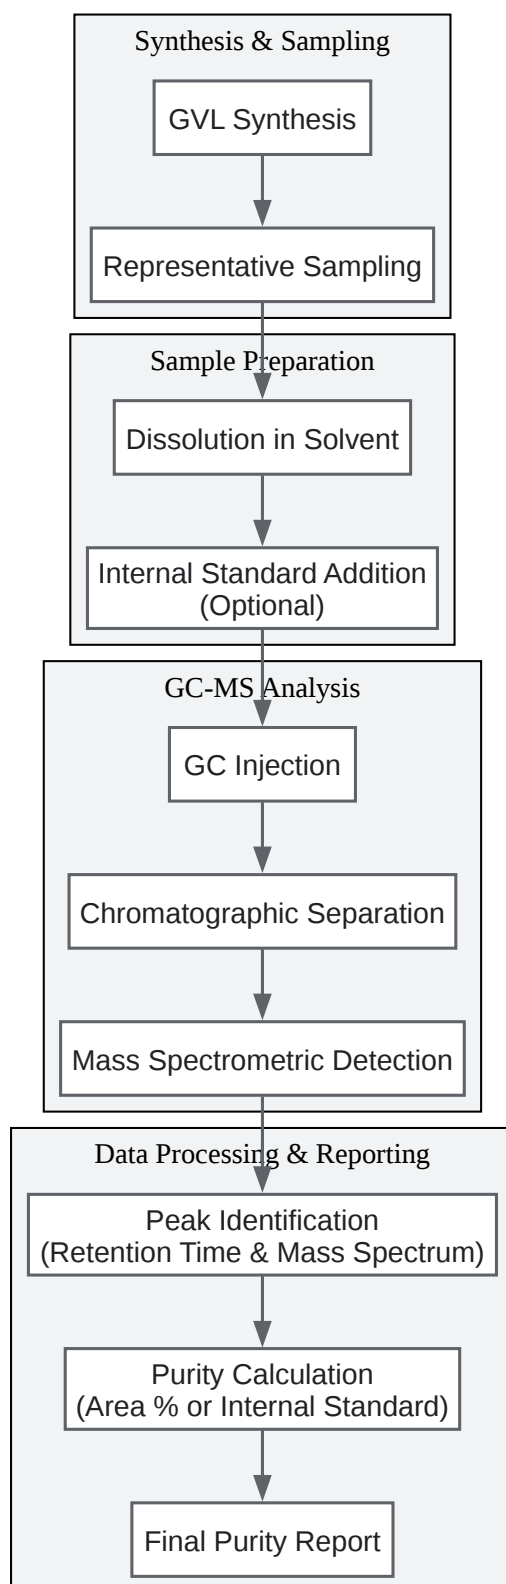 Synthesis & Sampling
GVL Synthesis
Representative Sampling
Sample Preparation
Dissolution in Solvent
Internal Standard Addition
(Optional)
GC-MS Analysis
GC Injection
Chromatographic Separation
Mass Spectrometric Detection
Data Processing & Reporting
Peak Identification
(Retention Time & Mass Spectrum)
Purity Calculation
(Area % or Internal Standard)
Final Purity Report